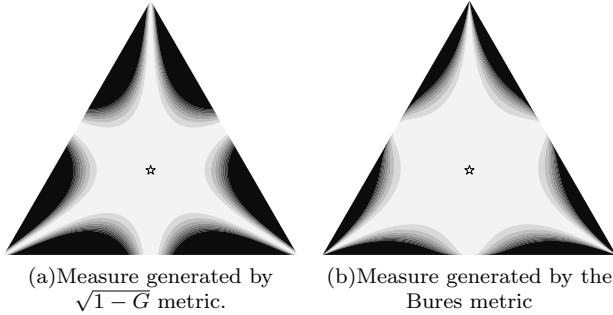 (a)Measure generated by
√1 − G metric.
(b)Measure generated by the
Bures metric